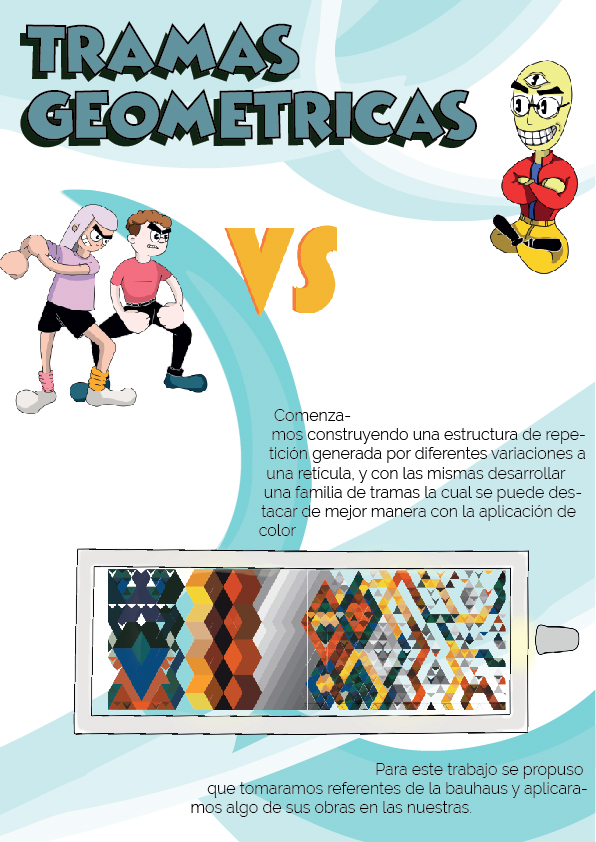 TRAMAS
GEOMETRICAS
VS
Comenza-
mos construyendo una estructura de repe-
tición generada por diferentes variaciones a
una retícula, y con las mismas desarrollar
una familia de tramas la cual se puede des-
tacar de mejor manera con la aplicación de
color
Para este trabajo se propuso
que tomaramos referentes de la bauhaus y aplicara-
mos algo de sus obras en las nuestras.